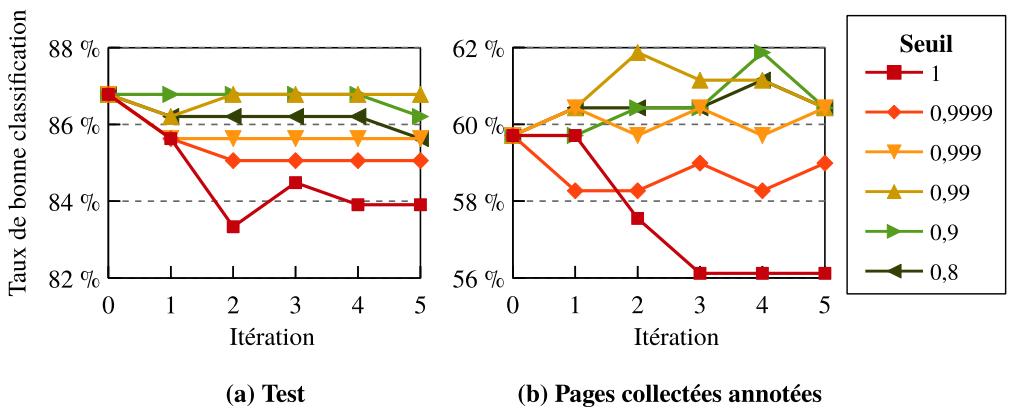 Taux de bonne classification
88 %
86 %
84 %
82 %
0 1 2 3 4 5
Itération
(a) Test
62 %
60 %
58 %
56 %
0 1 2 3 4 5
Itération
(b) Pages collectées annotées
Seuil
1
0,9999
0,999
0,99
0,9
0,8